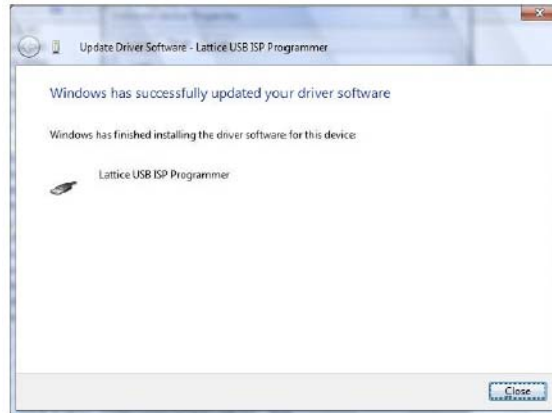 Update Driver Software - Lattice USB ISP Programmer
Windows has successfully updated your driver software
Windows has finished installing the driver software for this device:
Lattice USB ISP Programmer
Close